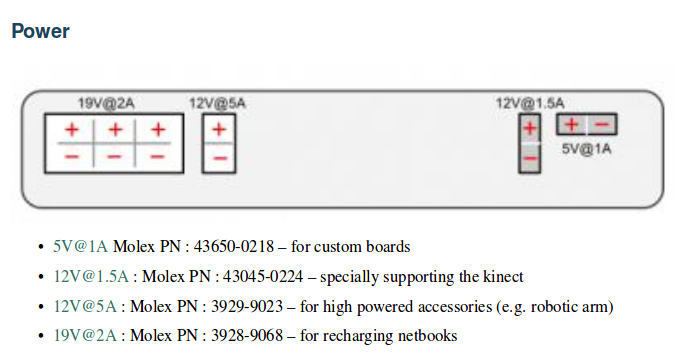 Power
19V@2A 12V@5A 12V@1.5A
+ + + + + + −
− − − − − 5V@1A
• 5V@1A Molex PN : 43650-0218 – for custom boards
• 12V@1.5A : Molex PN : 43045-0224 – specially supporting the kinect
• 12V@5A : Molex PN : 3929-9023 – for high powered accessories (e.g. robotic arm)
• 19V@2A : Molex PN : 3928-9068 – for recharging netbooks